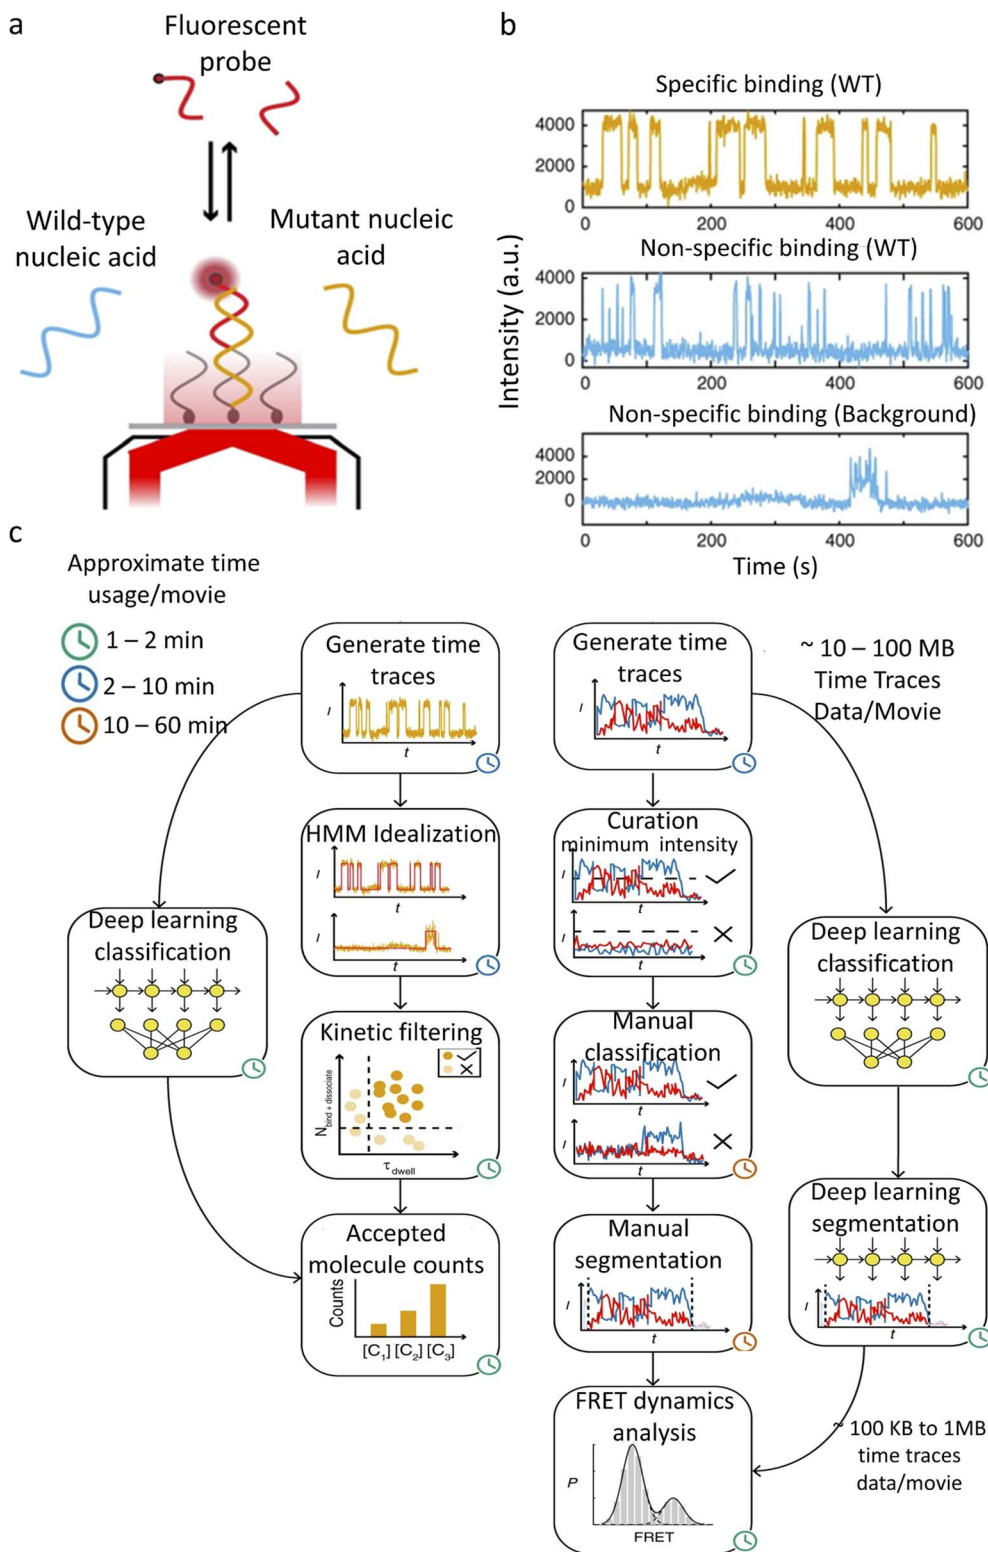 a
Fluorescent
probe
Wild-type
nucleic acid
Mutant nucleic
acid
b
Specific binding (WT)
4000
2000
0
0 200 400 600
Non-specific binding (WT)
4000
2000
0
0 200 400 600
Non-specific binding (Background)
4000
2000
0
0 200 400 600
Intensity (a.u.)
Time (s)
c
Approximate time
usage/movie
1 – 2 min
2 – 10 min
10 – 60 min
Generate time
traces
I
t
HMM Idealization
I
t
I
t
Deep learning
classification
Kinetic filtering
N bind + dissociate
τ dwell
Accepted
molecule counts
Counts
[C1] [C2] [C3]
Generate time
traces
I
t
~ 10 – 100 MB
Time Traces
Data/Movie
Curation
minimum intensity
I
t
I
t
Manual
classification
I
t
I
t
Manual
segmentation
I
t
Deep learning
classification
Deep learning
segmentation
I
t
FRET dynamics
analysis
P
FRET
~ 100 KB to 1MB
time traces
data/movie